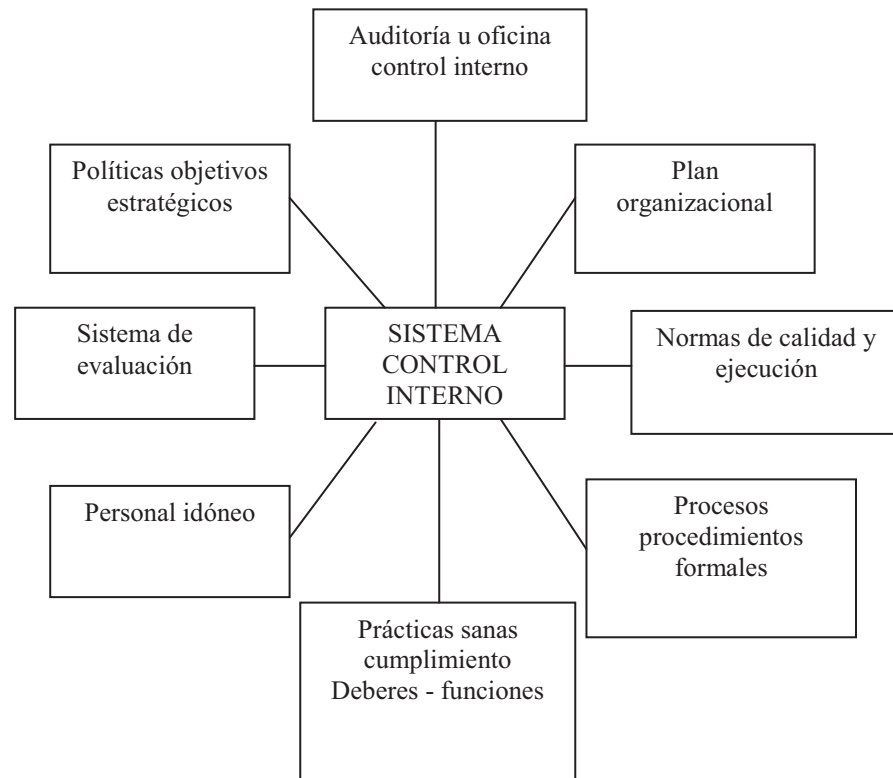 Auditoría u oficina
control interno
Políticas objetivos
estratégicos
Plan
organizacional
Sistema de
evaluación
SISTEMA
CONTROL
INTERNO
Normas de calidad y
ejecución
Personal idóneo
Procesos
procedimientos
formales
Prácticas sanas
cumplimiento
Deberes - funciones